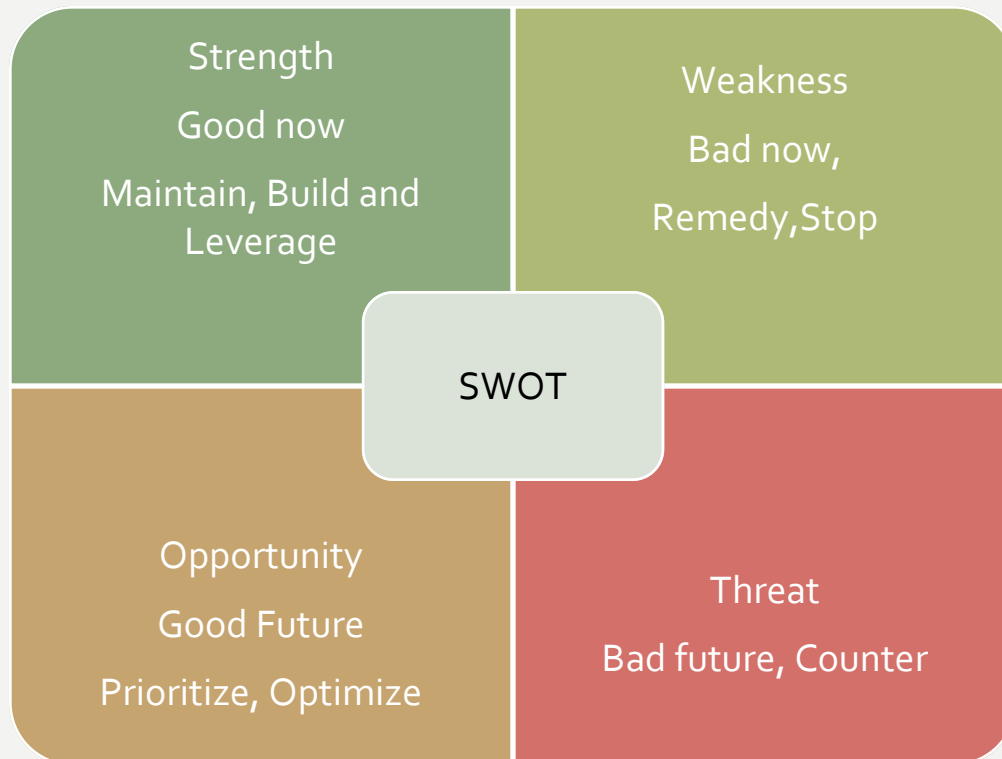 Strength
Good now
Maintain, Build and
Leverage
Weakness
Bad now,
Remedy,Stop
SWOT
Opportunity
Good Future
Prioritize, Optimize
Threat
Bad future, Counter